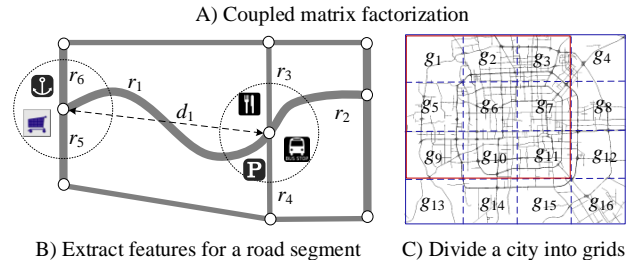 A) Coupled matrix factorization
r6
r1
r3
d1
r2
r5
BUS STOP
P
r4
g1 g2 g3 g4
g5 g6 g7 g8
g9 g10 g11 g12
g13 g14 g15 g16
B) Extract features for a road segment
C) Divide a city into grids